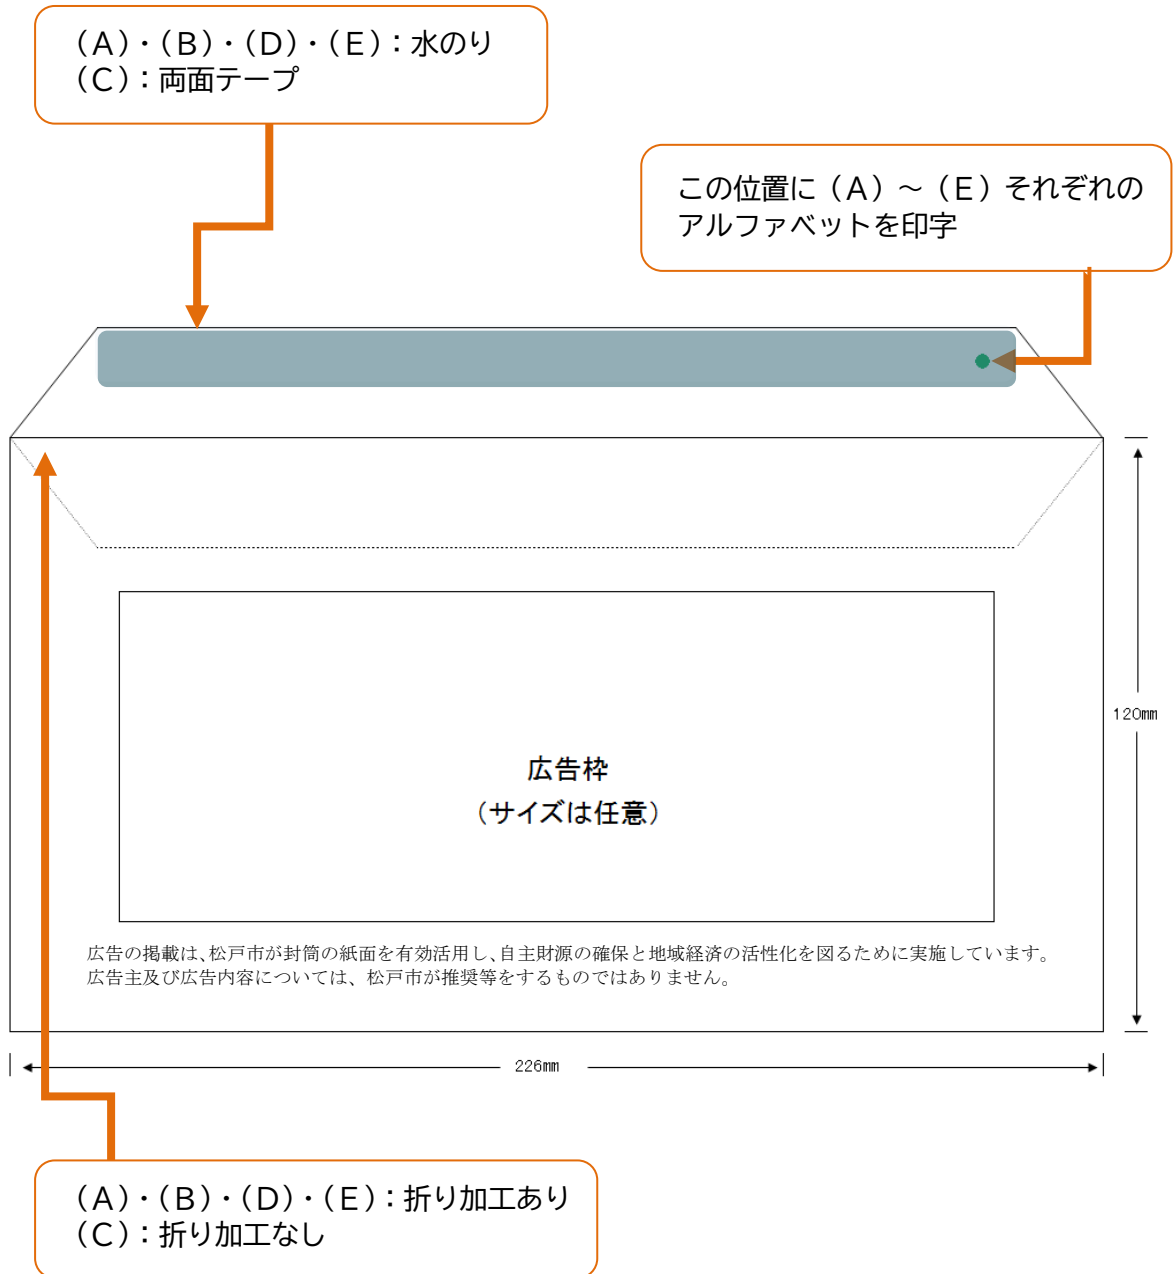 (A)・(B)・(D)・(E)：水のり
(C)：両面テープ
この位置に（A）～（E）それぞれの
アルファベットを印字
120mm
広告枠
（サイズは任意）
広告の掲載は、松戸市が封筒の紙面を有効活用し、自主財源の確保と地域経済の活性化を図るために実施しています。
広告主及び広告内容については、松戸市が推奨等をするものではありません。
226mm
(A)・(B)・(D)・(E)：折り加工あり
(C)：折り加工なし